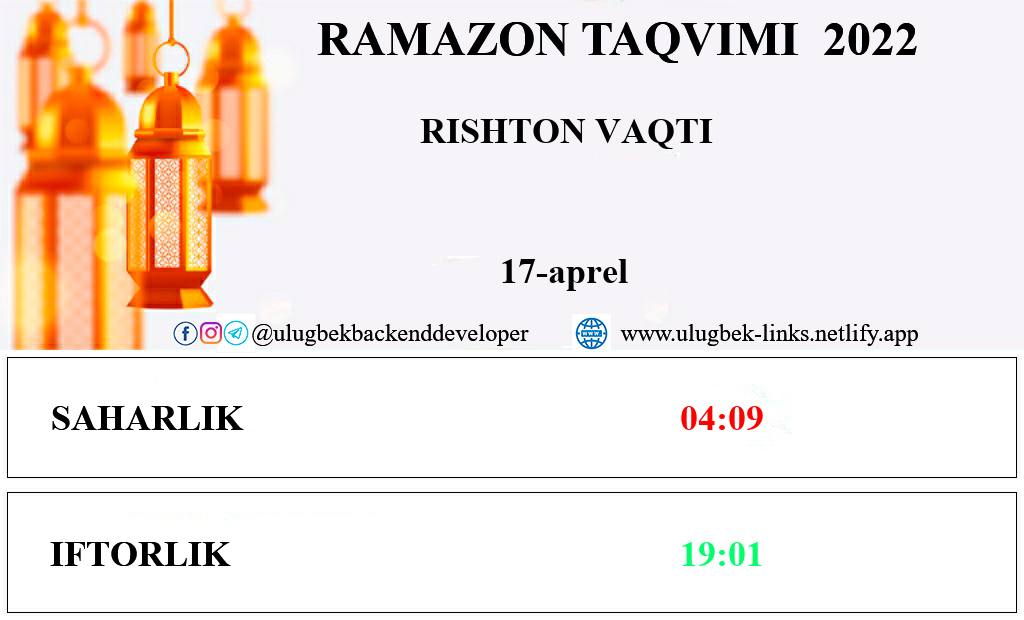 RAMAZON TAQVIMI 2022
RISHTON VAQTI
17-aprel
@ulugbekbackenddeveloper www.ulugbek-links.netlify.app
SAHARLIK 04:09
IFTORLIK 19:01